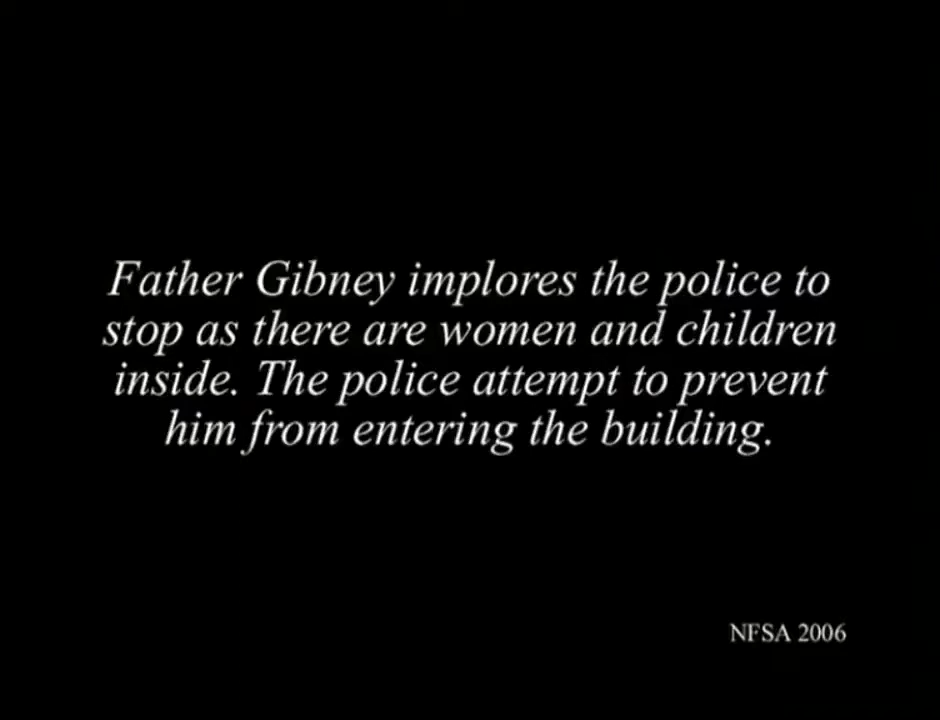 Father Gibney implores the police to
stop as there are women and children
inside. The police attempt to prevent
him from entering the building.
NFSA 2006